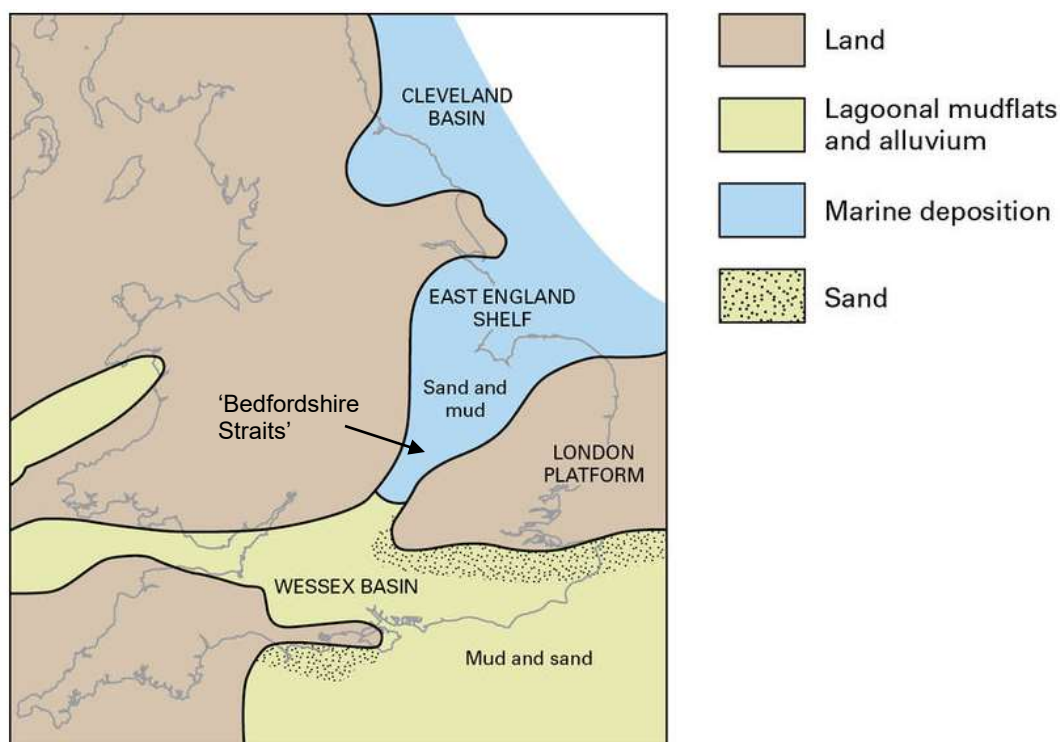 CLEVELAND
BASIN
EAST ENGLAND
SHELF
Sand and
mud
‘Bedfordshire
Straits’
LONDON
PLATFORM
WESSEX BASIN
Mud and sand
Land
Lagoonal mudflats
and alluvium
Marine deposition
Sand